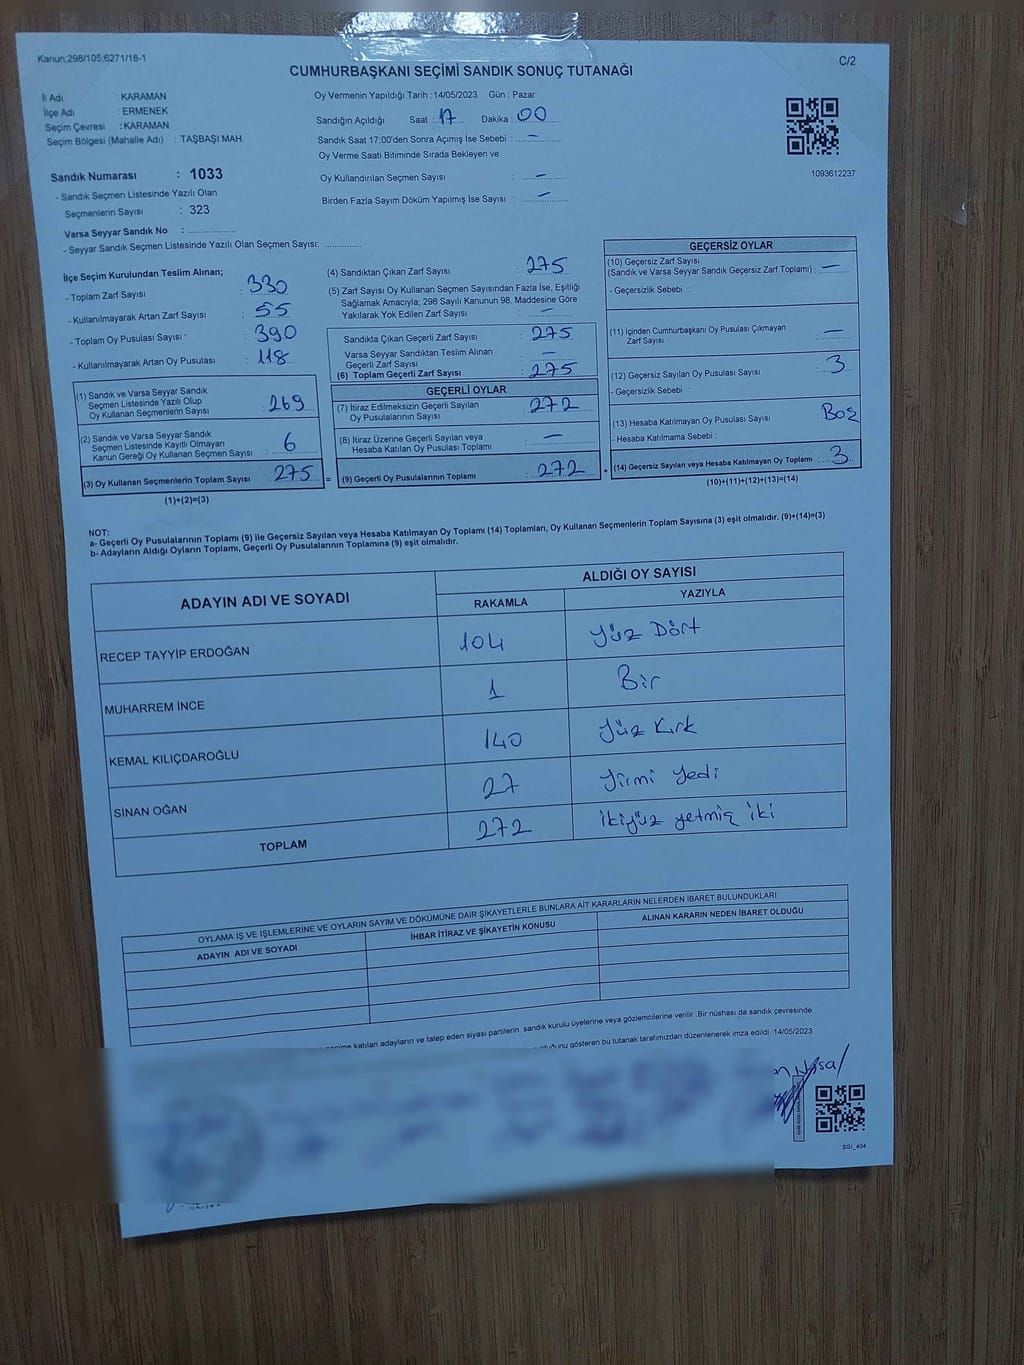 Kanun;298/105;6271/18-1
C/2
CUMHURBAŞKANI SEÇİMİ SANDIK SONUÇ TUTANAĞI
İl Adı : KARAMAN
İlçe Adı : ERMENEK
Seçim Çevresi : KARAMAN
Seçim Bölgesi (Mahalle Adı) : TAŞBAŞI MAH.
Oy Vermenin Yapıldığı Tarih : 14/05/2023 Gün : Pazar
Sandığın Açıldığı Saat : 17 Dakika : 00
Sandık Saat 17:00'den Sonra Açımış İse Sebebi : —
Oy Verme Saati Bitiminde Sırada Bekleyen ve
Oy Kullandırılan Seçmen Sayısı : —
Birden Fazla Sayım Döküm Yapılmış İse Sayısı : —
1093612237
Sandık Numarası : 1033
- Sandık Seçmen Listesinde Yazılı Olan
Seçmenlerin Sayısı : 323
Varsa Seyyar Sandık No :
- Seyyar Sandık Seçmen Listesinde Yazılı Olan Seçmen Sayısı:
İlçe Seçim Kurulundan Teslim Alınan;
- Toplam Zarf Sayısı : 330
- Kullanılmayarak Artan Zarf Sayısı : 55
- Toplam Oy Pusulası Sayısı : 390
- Kullanılmayarak Artan Oy Pusulası : 118
(1) Sandık ve Varsa Seyyar Sandık
Seçmen Listesinde Yazılı Olup
Oy Kullanan Seçmenlerin Sayısı : 269
(2) Sandık ve Varsa Seyyar Sandık
Seçmen Listesinde Kayıtlı Olmayan
Kanun Gereği Oy Kullanan Seçmen Sayısı : 6
(3) Oy Kullanan Seçmenlerin Toplam Sayısı : 275
(1)+(2)=(3)
(4) Sandıktan Çıkan Zarf Sayısı : 275
(5) Zarf Sayısı Oy Kullanan Seçmen Sayısından Fazla İse, Eşitliği
Sağlamak Amacıyla; 298 Sayılı Kanunun 98. Maddesine Göre
Yakılarak Yok Edilen Zarf Sayısı : —
Sandıkta Çıkan Geçerli Zarf Sayısı : 275
Varsa Seyyar Sandıktan Teslim Alınan
Geçerli Zarf Sayısı : —
(6) Toplam Geçerli Zarf Sayısı : 275
GEÇERLİ OYLAR
(7) İtiraz Edilmeksizin Geçerli Sayılan
Oy Pusulalarının Sayısı : 272
(8) İtiraz Üzerine Geçerli Sayılan veya
Hesaba Katılan Oy Pusulası Toplamı : —
= (9) Geçerli Oy Pusulalarının Toplamı : 272 +
GEÇERSİZ OYLAR
(10) Geçersiz Zarf Sayısı
(Sandık ve Varsa Seyyar Sandık Geçersiz Zarf Toplamı) : —
- Geçersizlik Sebebi :
(11) İçinden Cumhurbaşkanı Oy Pusulası Çıkmayan
Zarf Sayısı : —
(12) Geçersiz Sayılan Oy Pusulası Sayısı : 3
- Geçersizlik Sebebi :
(13) Hesaba Katılmayan Oy Pusulası Sayısı : Boş
- Hesaba Katılmama Sebebi :
(14) Geçersiz Sayılan veya Hesaba Katılmayan Oy Toplamı : 3
(10)+(11)+(12)+(13)=(14)
NOT:
a- Geçerli Oy Pusulalarının Toplamı (9) ile Geçersiz Sayılan veya Hesaba Katılmayan Oy Toplamı (14) Toplamları, Oy Kullanan Seçmenlerin Toplam Sayısına (3) eşit olmalıdır. (9)+(14)=(3)
b- Adayların Aldığı Oyların Toplamı, Geçerli Oy Pusulalarının Toplamına (9) eşit olmalıdır.
ADAYIN ADI VE SOYADI
ALDIĞI OY SAYISI
RAKAMLA YAZIYLA
RECEP TAYYİP ERDOĞAN 104 Yüz Dört
MUHARREM İNCE 1 Bir
KEMAL KILIÇDAROĞLU 140 Yüz Kırk
SİNAN OĞAN 27 Yirmi Yedi
TOPLAM 272 İkiyüz yetmiş iki
OYLAMA İŞ VE İŞLEMLERİNE VE OYLARIN SAYIM VE DÖKÜMÜNE DAİR ŞİKAYETLERLE BUNLARA AİT KARARLARIN NELERDEN İBARET BULUNDUKLARI
ADAYIN ADI VE SOYADI İHBAR İTİRAZ VE ŞİKAYETİN KONUSU ALINAN KARARIN NEDEN İBARET OLDUĞU
katılan adayların ve talep eden siyasi partilerin sandık kurulu üyelerine veya gözlemcilerine verilir. Bir nüshası da sandık çevresinde
gösteren bu tutanak tarafımızdan düzenlenerek imza edildi 14/05/2023
SSI_404